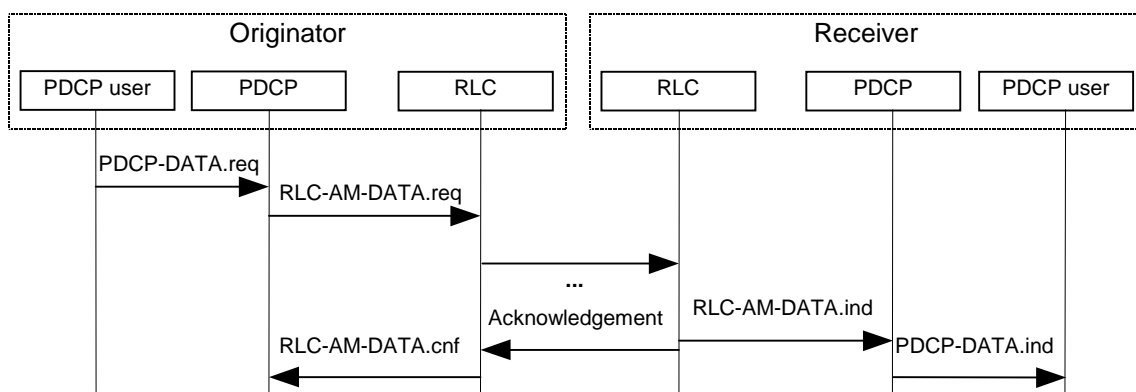 Originator Receiver
PDCP user PDCP RLC RLC PDCP PDCP user
PDCP-DATA.req
RLC-AM-DATA.req
...
Acknowledgement RLC-AM-DATA.ind
RLC-AM-DATA.cnf PDCP-DATA.ind